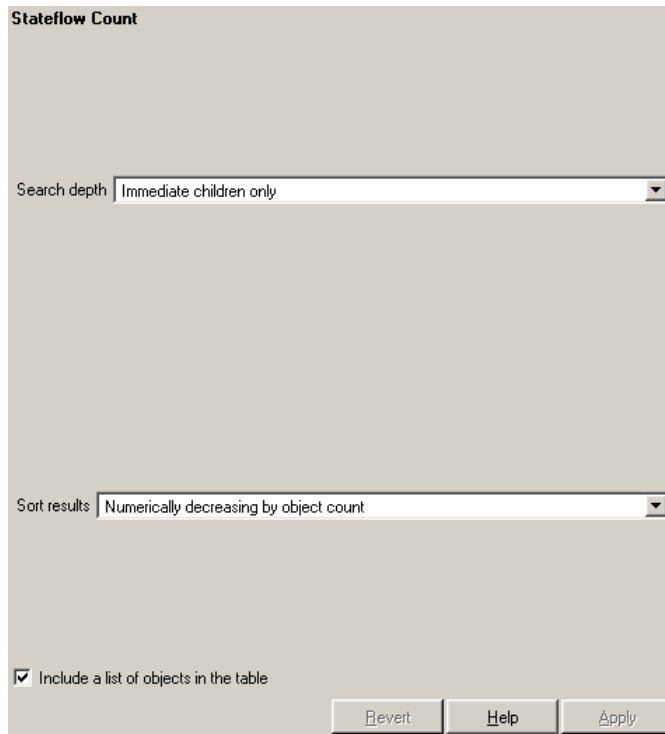 Stateflow Count
Search depth Immediate children only
Sort results Numerically decreasing by object count
Include a list of objects in the table
Revert Help Apply